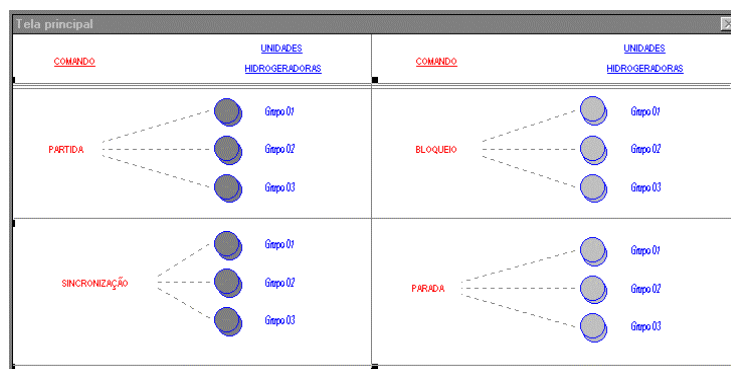 Tela principal
COMANDO
UNIDADES
HIDROGERADORAS
COMANDO
UNIDADES
HIDROGERADORAS
PARTIDA
Grupo 01
Grupo 02
Grupo 03
BLOQUEIO
Grupo 01
Grupo 02
Grupo 03
SINCRONIZAÇÃO
Grupo 01
Grupo 02
Grupo 03
PARADA
Grupo 01
Grupo 02
Grupo 03